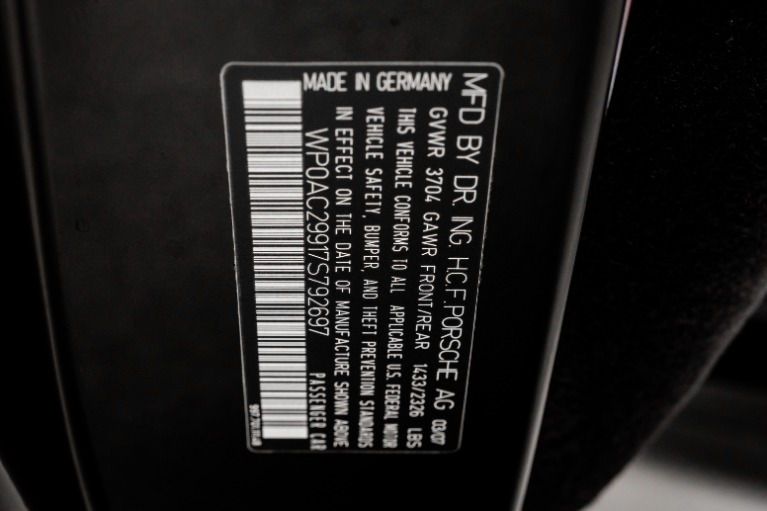 MFD BY DR. ING. H.C.F. PORSCHE AG 03/07
GVWR 3704 GAWR FRONT/REAR 1433/2326 LBS
THIS VEHICLE CONFORMS TO ALL APPLICABLE U.S. FEDERAL MOTOR
VEHICLE SAFETY, BUMPER, AND THEFT PREVENTION STANDARDS
IN EFFECT ON THE DATE OF MANUFACTURE SHOWN ABOVE
WP0AC29917S792697 PASSENGER CAR
MADE IN GERMANY